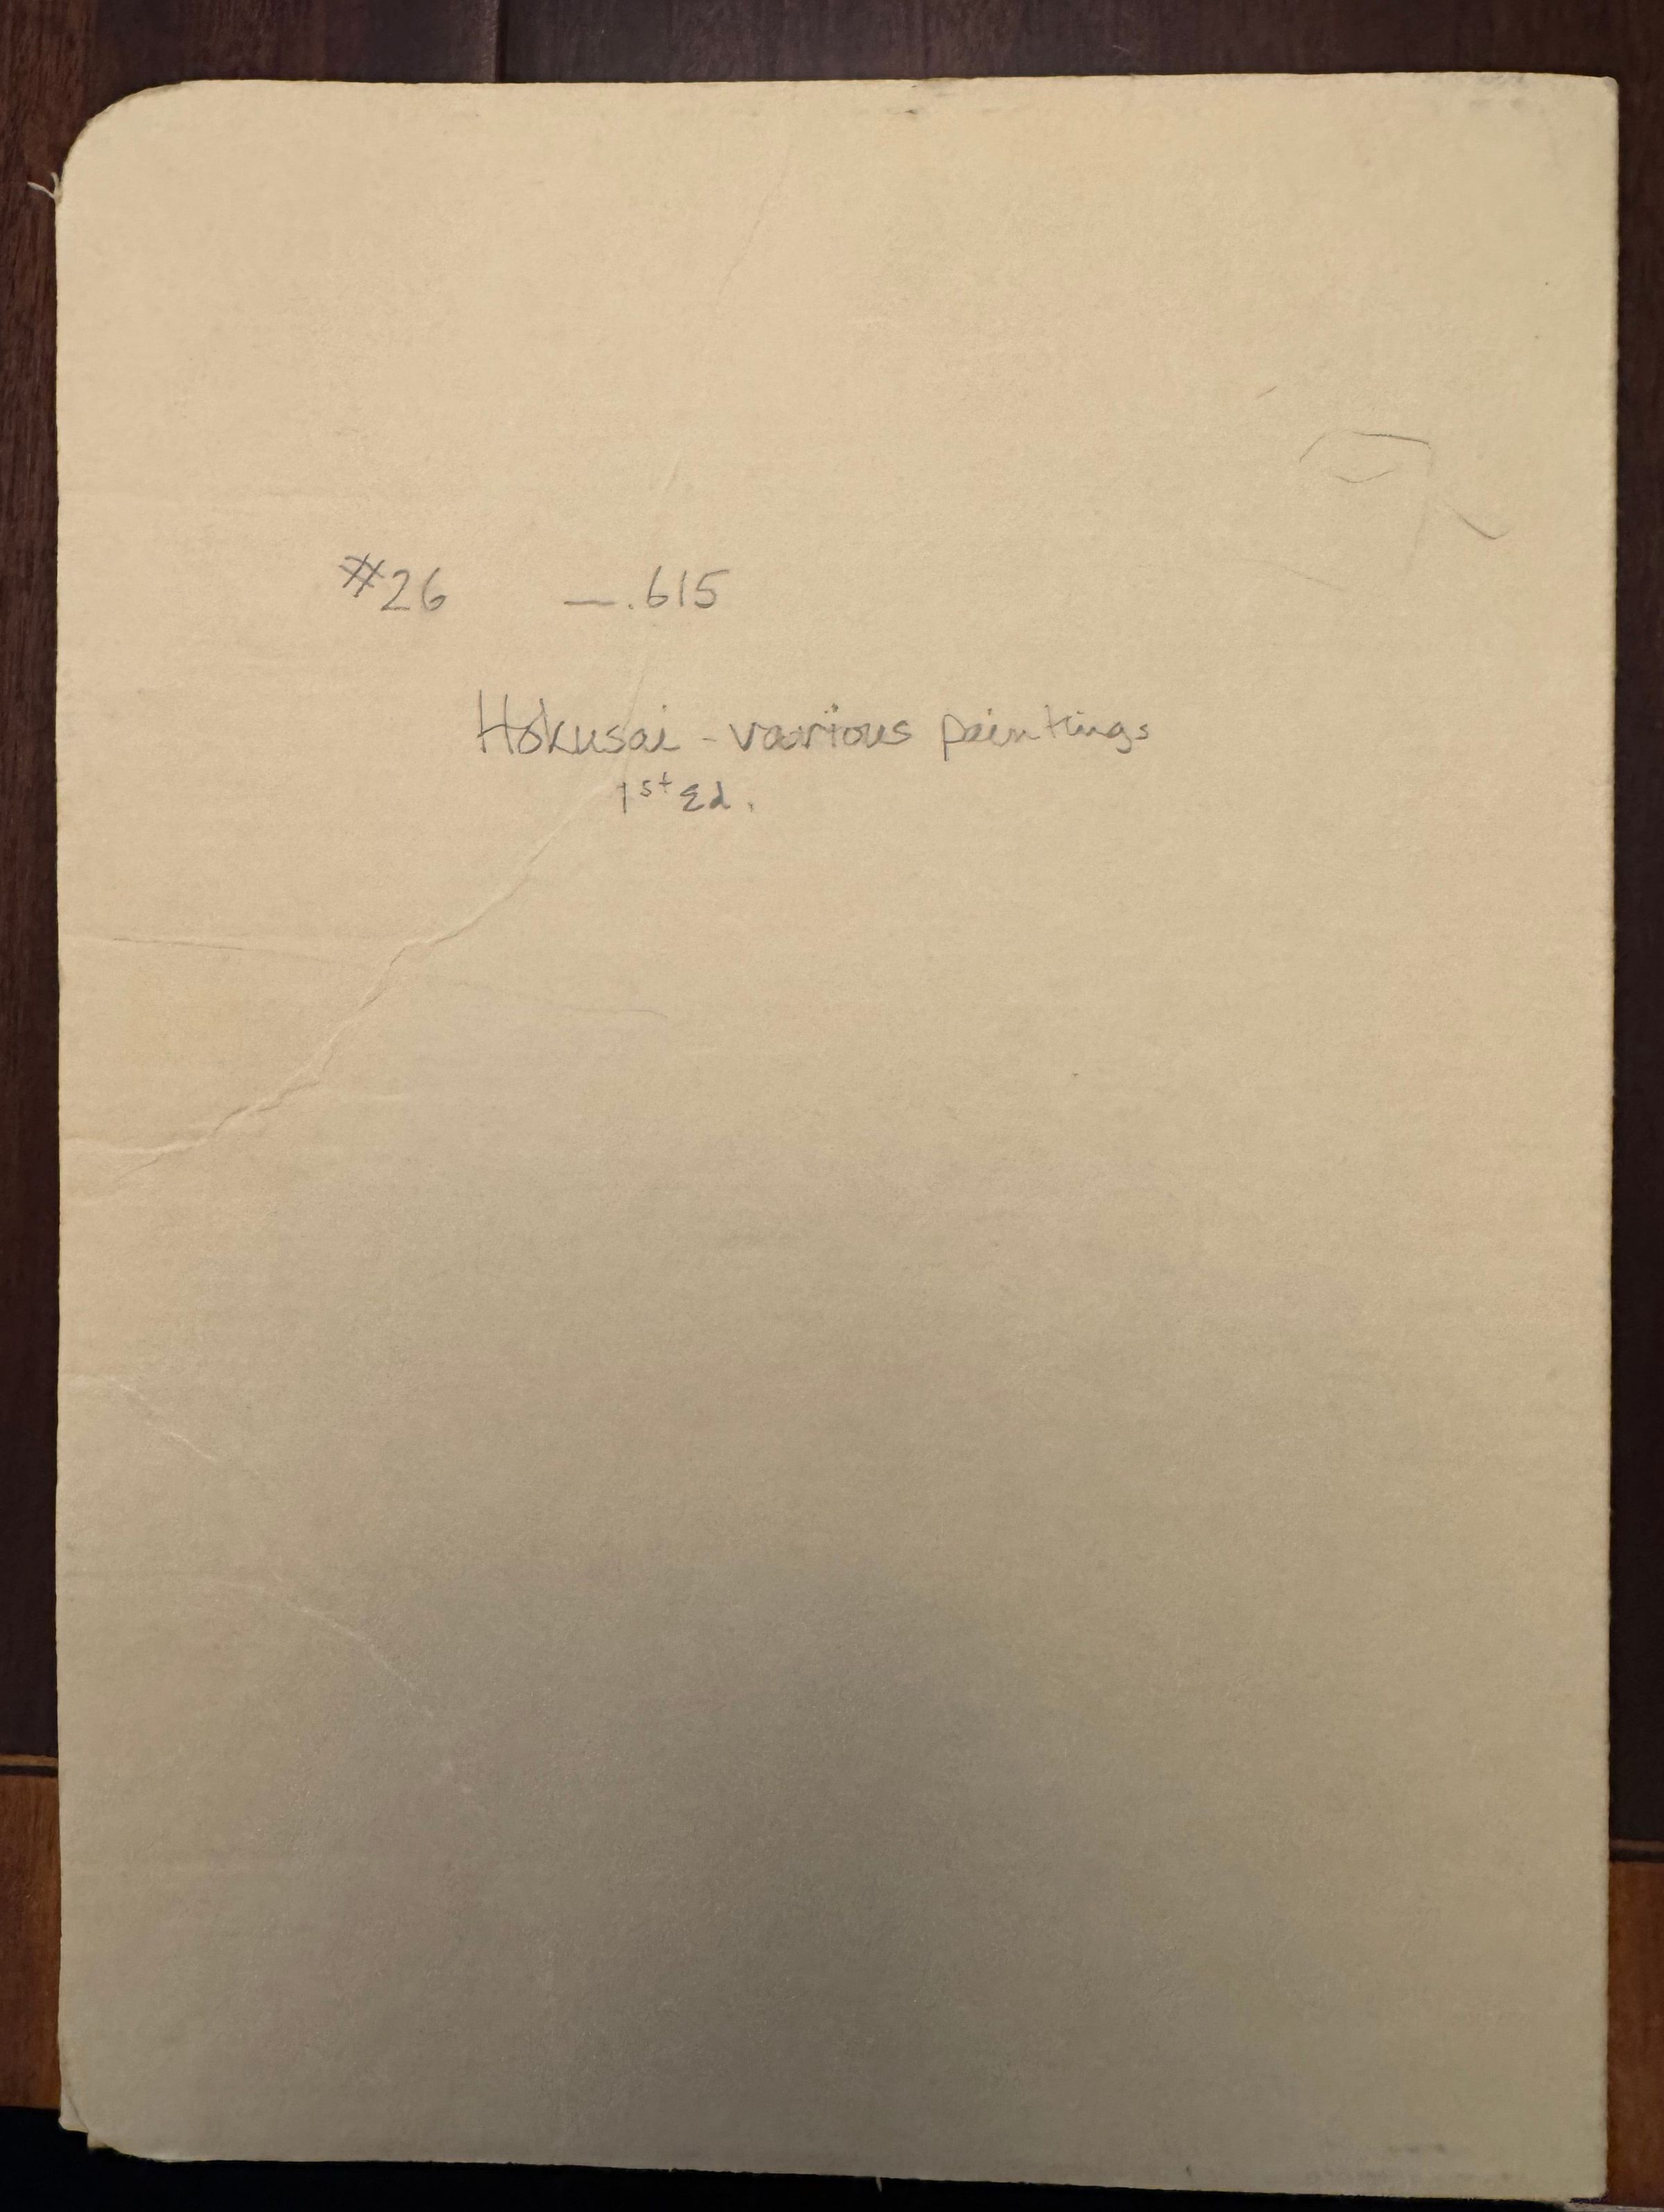 #26 —.615
Hokusai - various paintings
1st Ed.